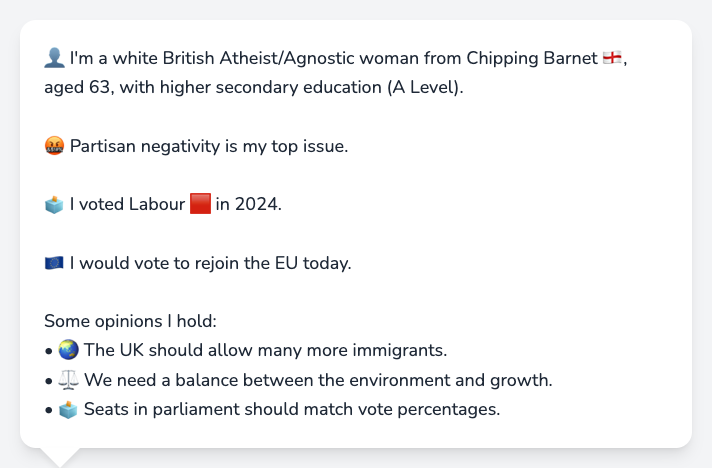 👤 I'm a white British Atheist/Agnostic woman from Chipping Barnet 🏴󠁧󠁢󠁥󠁮󠁧󠁿,
aged 63, with higher secondary education (A Level).
🤬 Partisan negativity is my top issue.
🗳️ I voted Labour 🟥 in 2024.
🇪🇺 I would vote to rejoin the EU today.
Some opinions I hold:
• 🌏 The UK should allow many more immigrants.
• ⚖️ We need a balance between the environment and growth.
• 🗳️ Seats in parliament should match vote percentages.